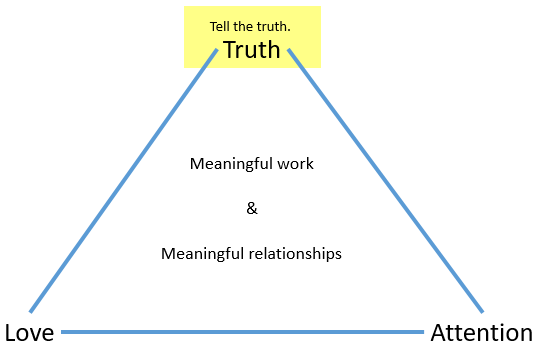 Tell the truth.
Truth
Meaningful work
&
Meaningful relationships
Love
Attention